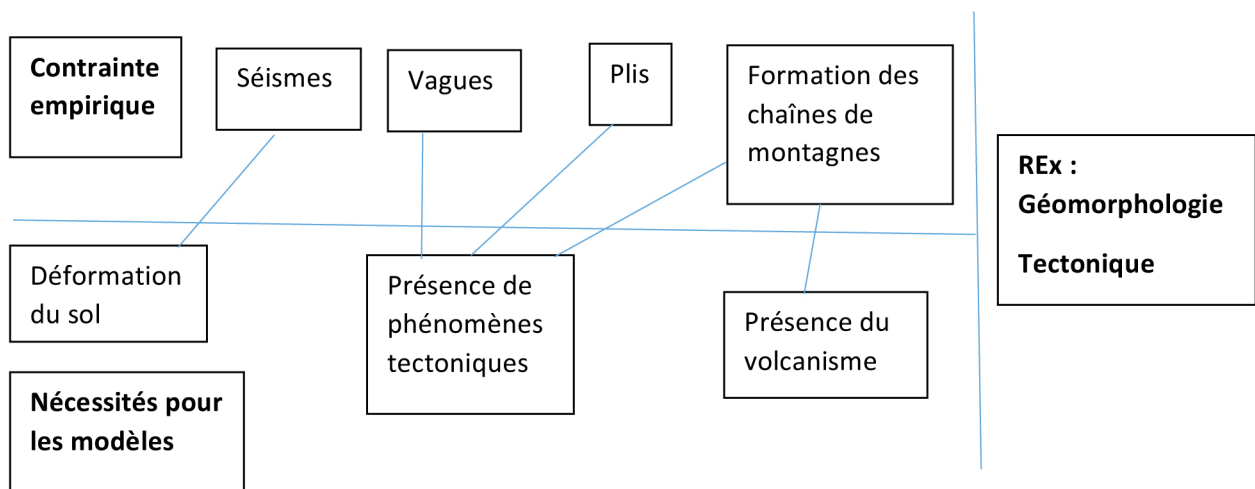 Contrainte
empirique
Séismes
Vagues
Plis
Formation des
chaînes de
montagnes
REx :
Géomorphologie
Tectonique
Déformation
du sol
Présence de
phénomènes
tectoniques
Présence du
volcanisme
Nécessités pour
les modèles